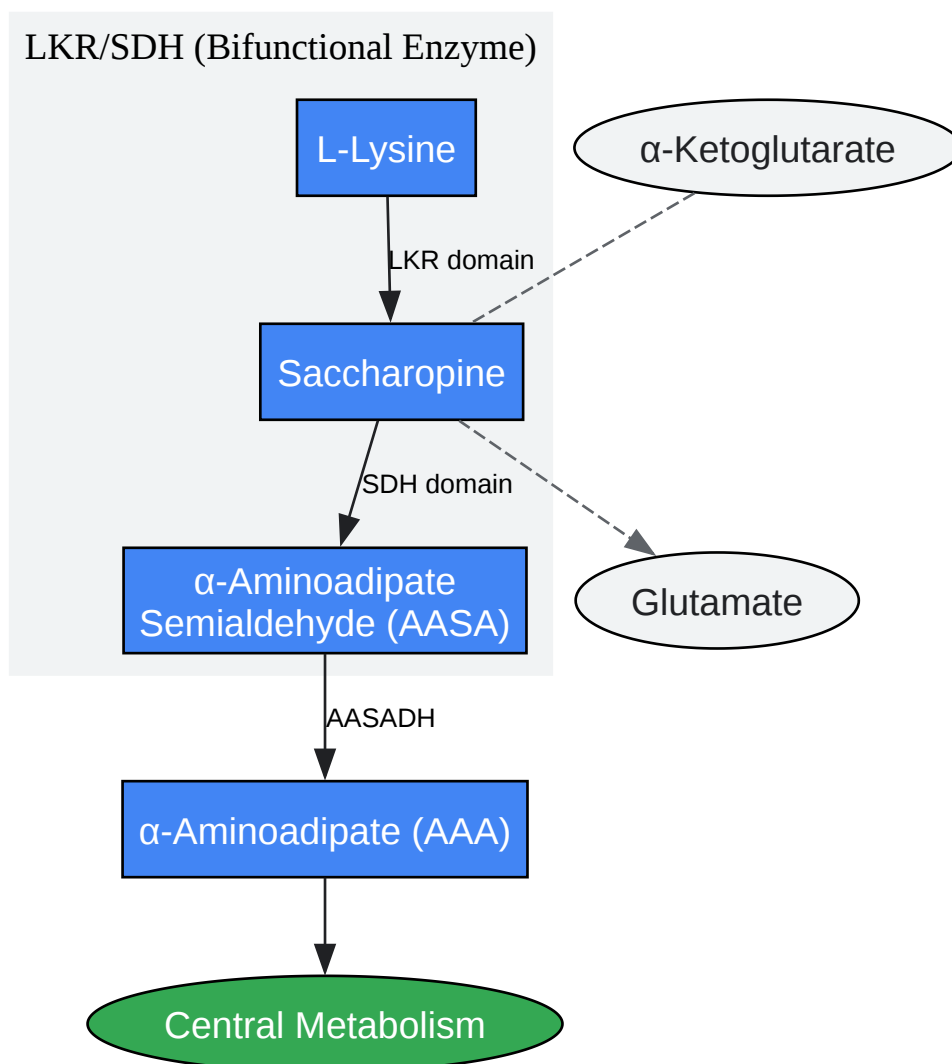 LKR/SDH (Bifunctional Enzyme)
L-Lysine
α-Ketoglutarate
LKR domain
Saccharopine
SDH domain
α-Aminoadipate
Semialdehyde (AASA)
Glutamate
AASADH
α-Aminoadipate (AAA)
Central Metabolism